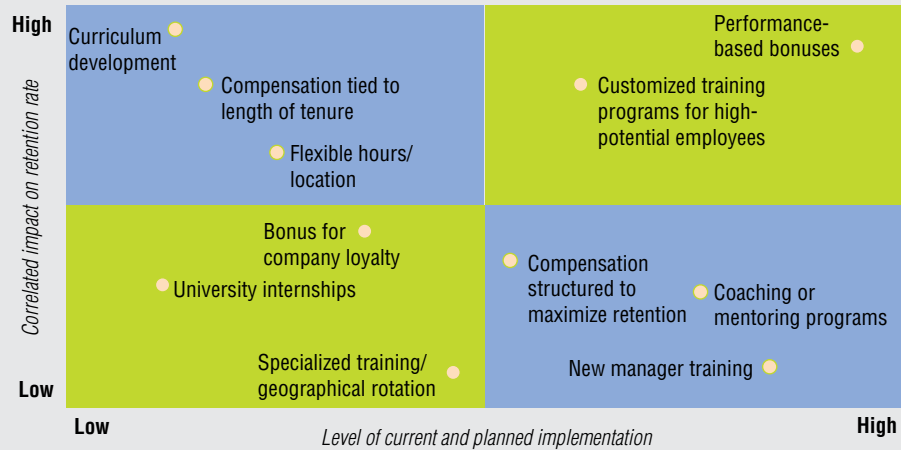 High
Curriculum
development
Compensation tied to
length of tenure
Flexible hours/
location
Performance-
based bonuses
Customized training
programs for high-
potential employees
Correlated impact on retention rate
Bonus for
company loyalty
University internships
Specialized training/
geographical rotation
Compensation
structured to
maximize retention
Coaching or
mentoring programs
New manager training
Low
Low
Level of current and planned implementation
High